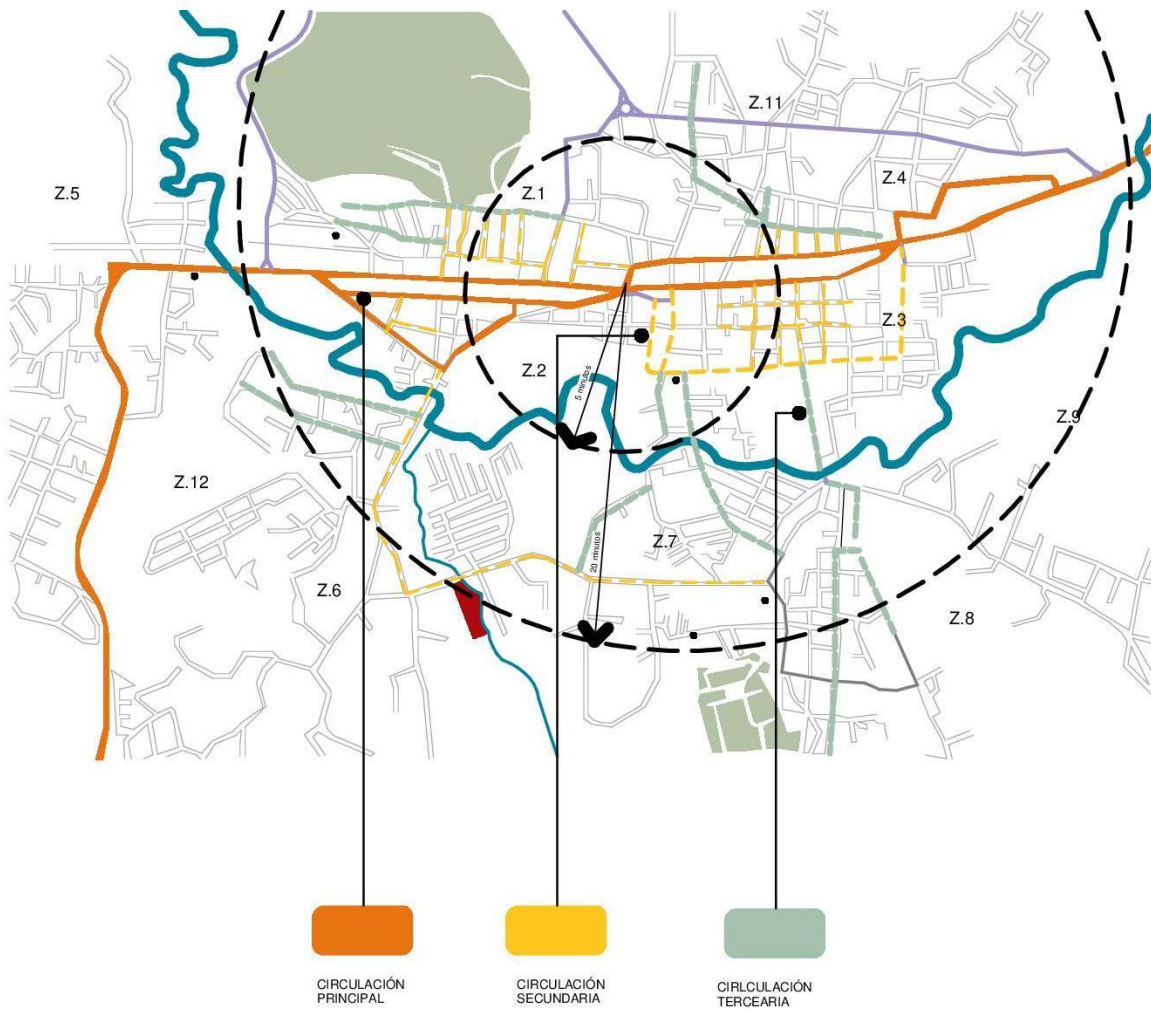 Z.11
Z.4
Z.1
Z.5
Z.3
Z.2
5 minutos
Z.9
Z.12
Z.7
20 minutos
Z.6
Z.8
CIRCULACIÓN
PRINCIPAL
CIRCULACIÓN
SECUNDARIA
CIRLCULACIÓN
TERCEARIA